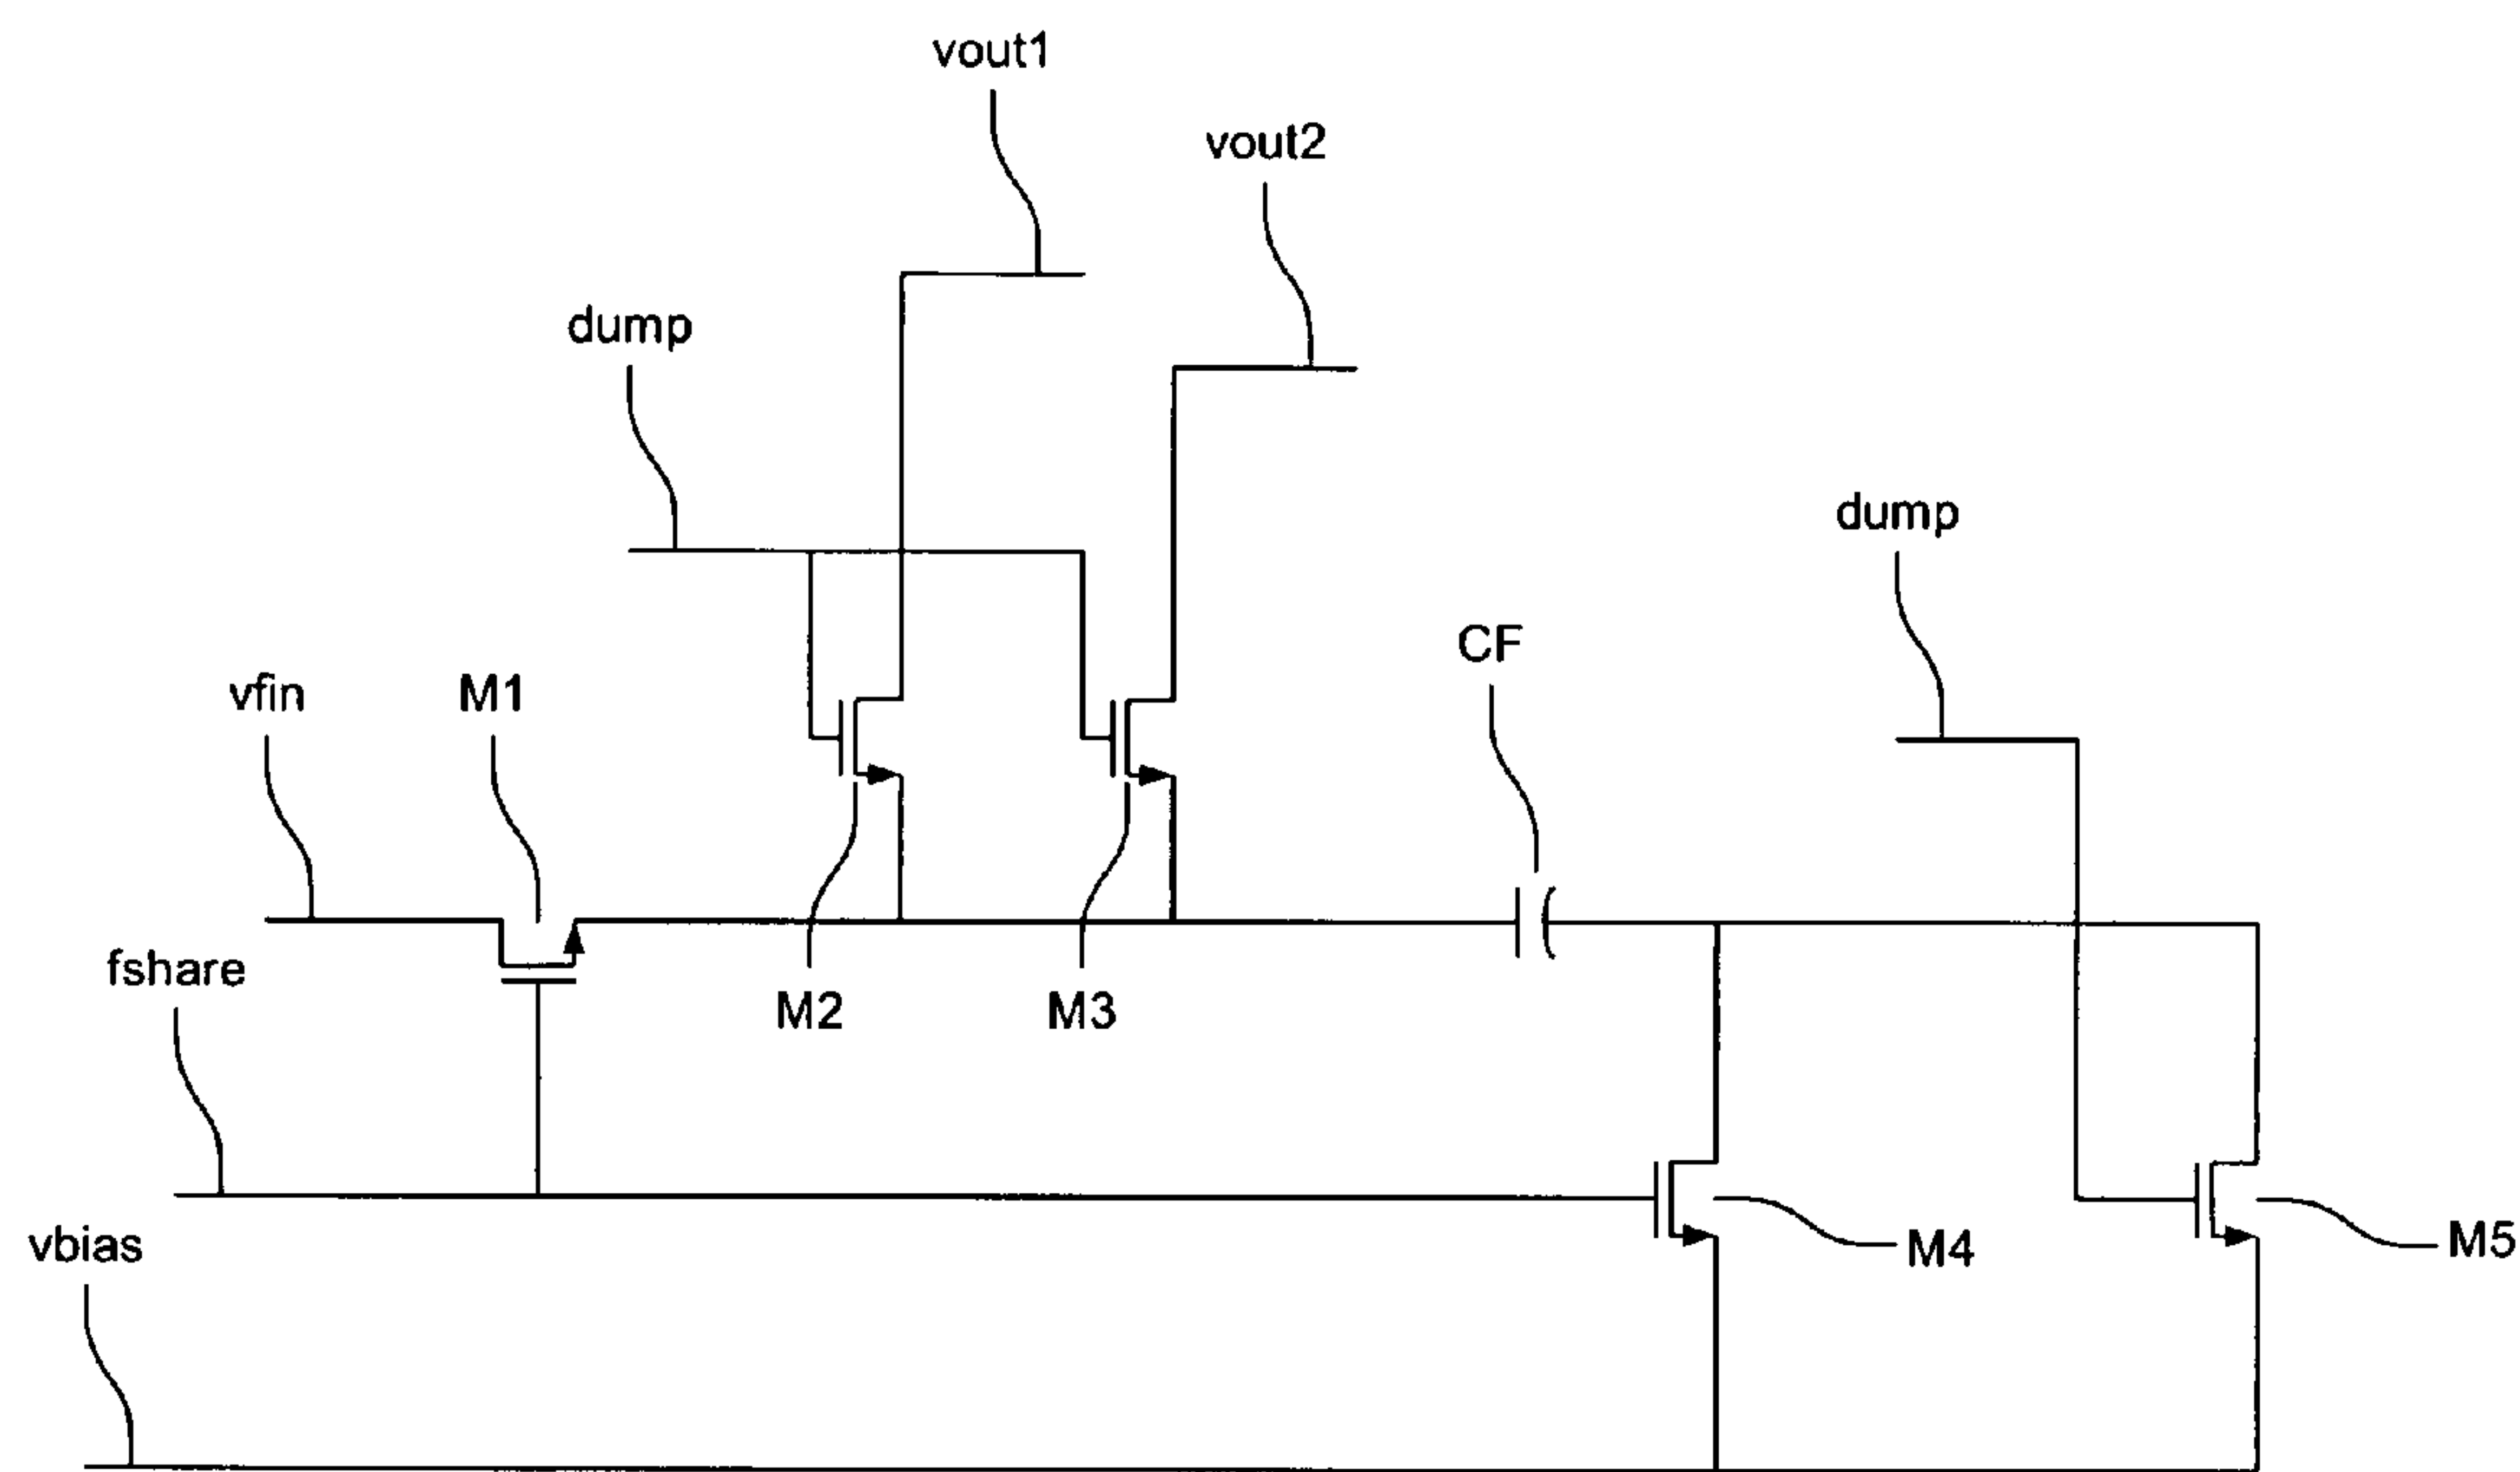 vout1
vout2
dump
dump
CF
vfin
M1
fshare
M2
M3
vbias
M4
M5